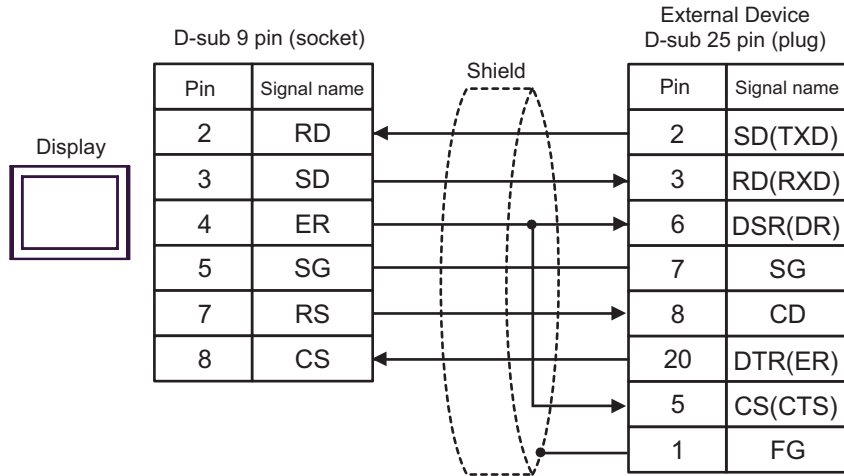 External Device
D-sub 9 pin (socket)
D-sub 25 pin (plug)
Shield
Pin Signal name
Pin Signal name
2 RD
2 SD(TXD)
Display
3 SD
3 RD(RXD)
4 ER
6 DSR(DR)
5 SG
7 SG
7 RS
8 CD
8 CS
20 DTR(ER)
5 CS(CTS)
1 FG